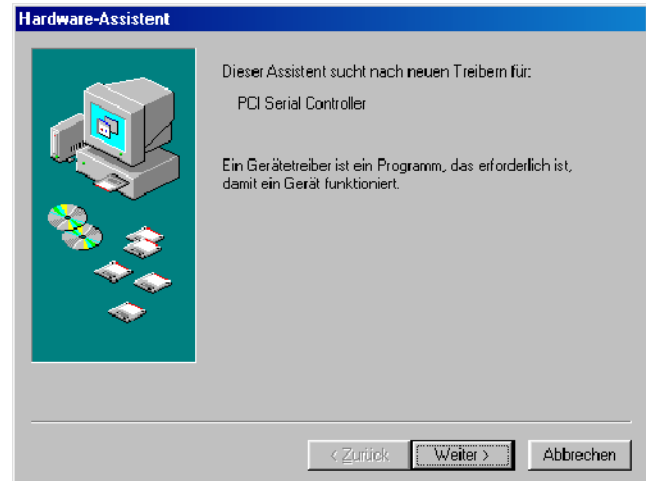 Hardware-Assistent
Dieser Assistent sucht nach neuen Treibern für:
PCI Serial Controller
Ein Gerätetreiber ist ein Programm, das erforderlich ist,
damit ein Gerät funktioniert.
< Zurück
Weiter >
Abbrechen